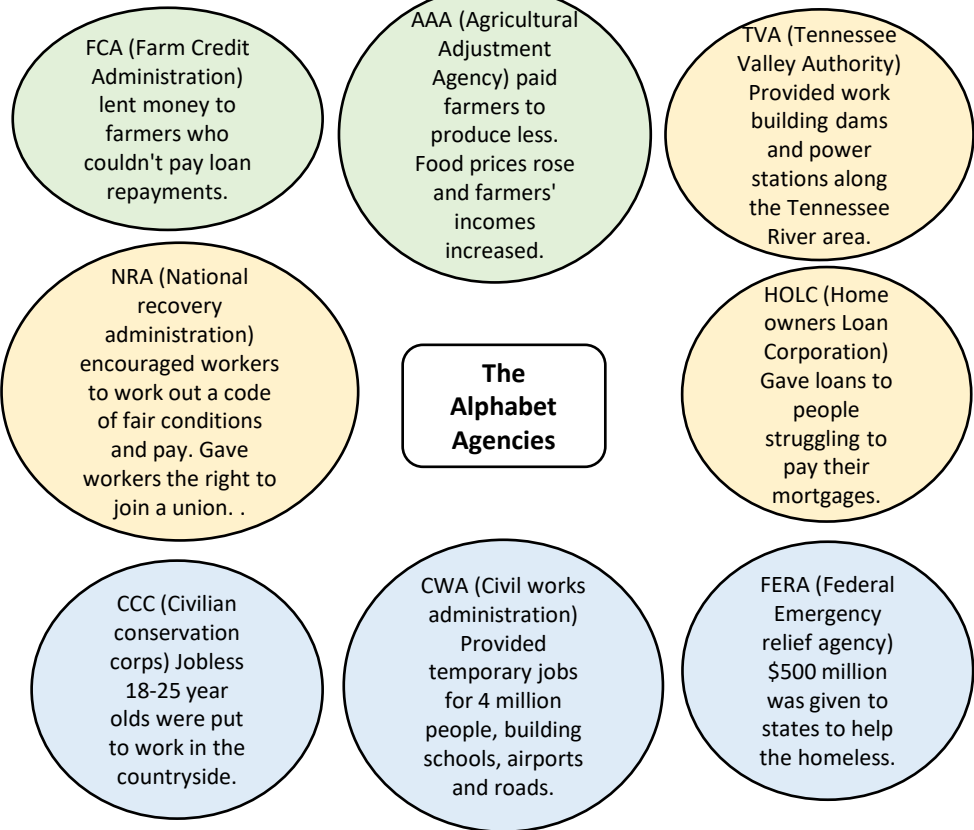 FCA (Farm Credit
Administration)
lent money to
farmers who
couldn't pay loan
repayments.
AAA (Agricultural
Adjustment
Agency) paid
farmers to
produce less.
Food prices rose
and farmers'
incomes
increased.
TVA (Tennessee
Valley Authority)
Provided work
building dams
and power
stations along
the Tennessee
River area.
NRA (National
recovery
administration)
encouraged workers
to work out a code
of fair conditions
and pay. Gave
workers the right to
join a union. .
The
Alphabet
Agencies
HOLC (Home
owners Loan
Corporation)
Gave loans to
people
struggling to
pay their
mortgages.
CCC (Civilian
conservation
corps) Jobless
18-25 year
olds were put
to work in the
countryside.
CWA (Civil works
administration)
Provided
temporary jobs
for 4 million
people, building
schools, airports
and roads.
FERA (Federal
Emergency
relief agency)
$500 million
was given to
states to help
the homeless.